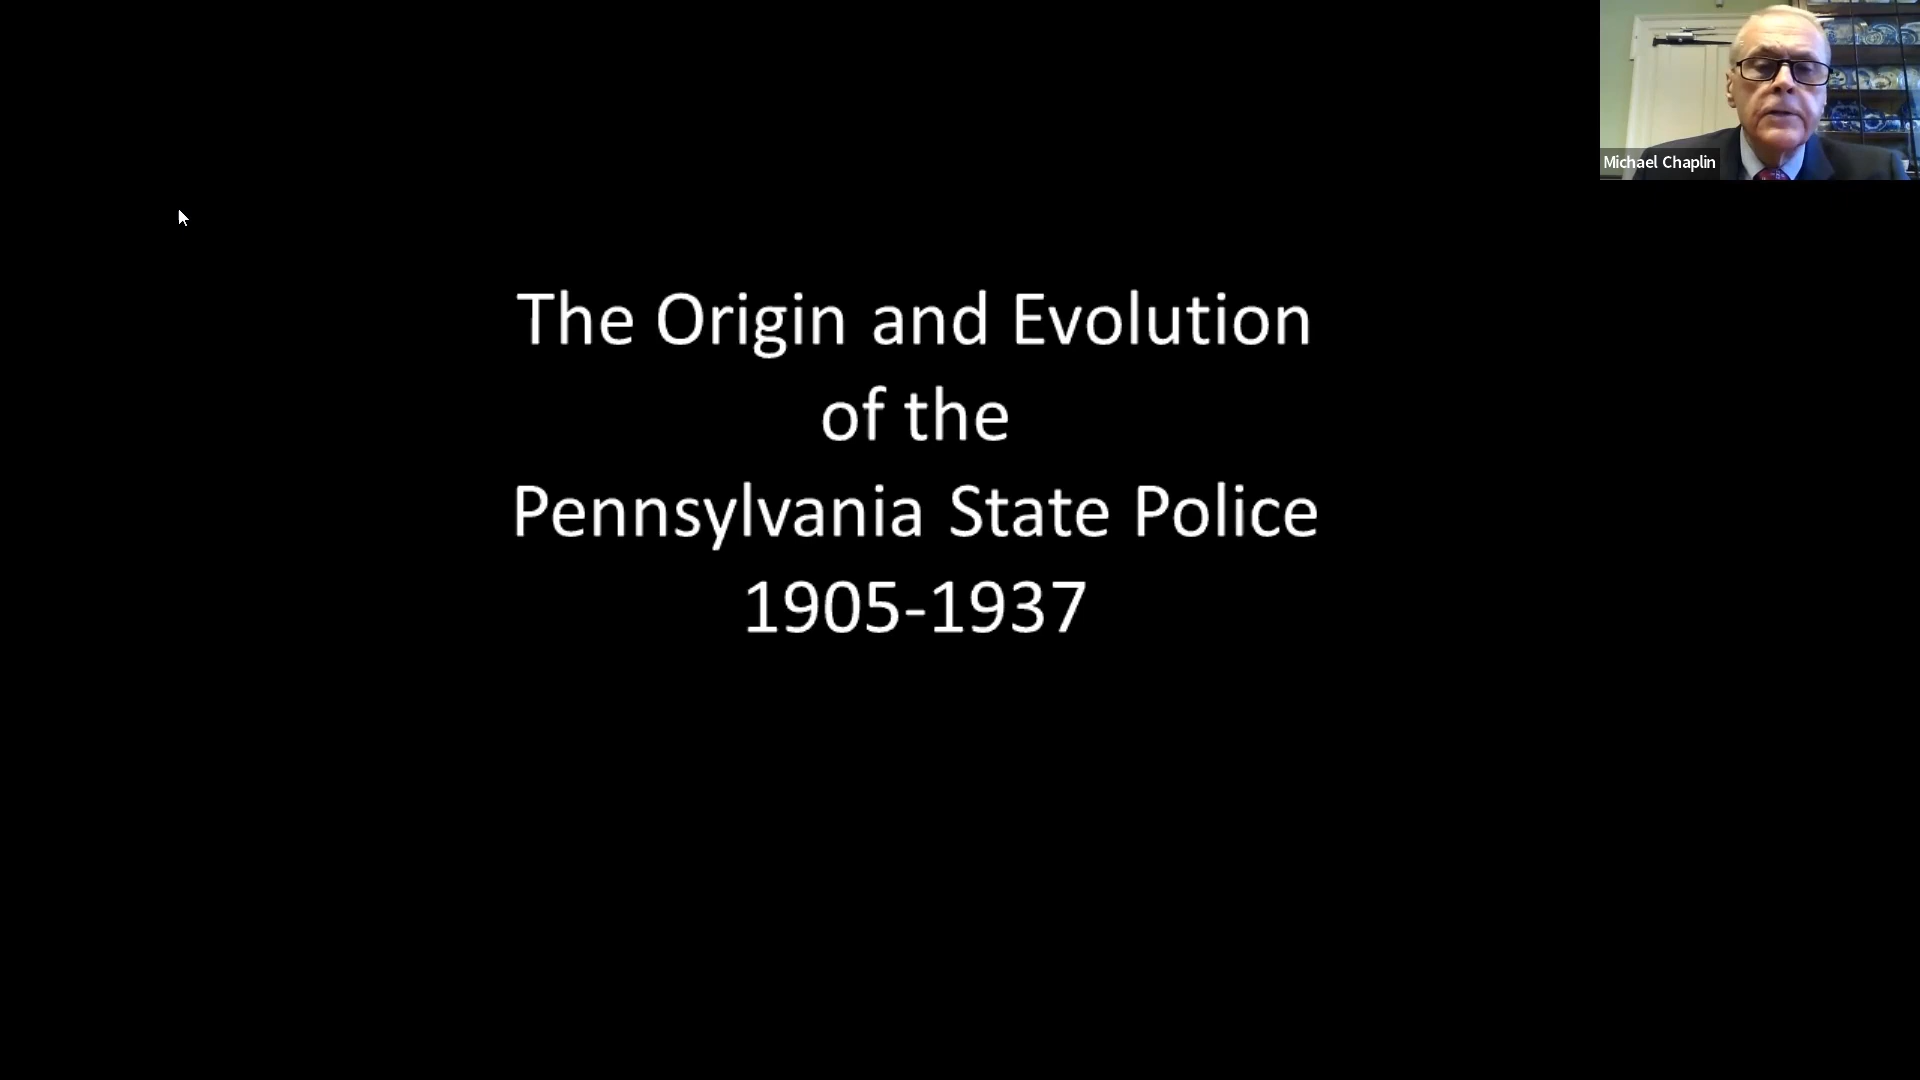 Michael Chaplin
The Origin and Evolution
of the
Pennsylvania State Police
1905-1937